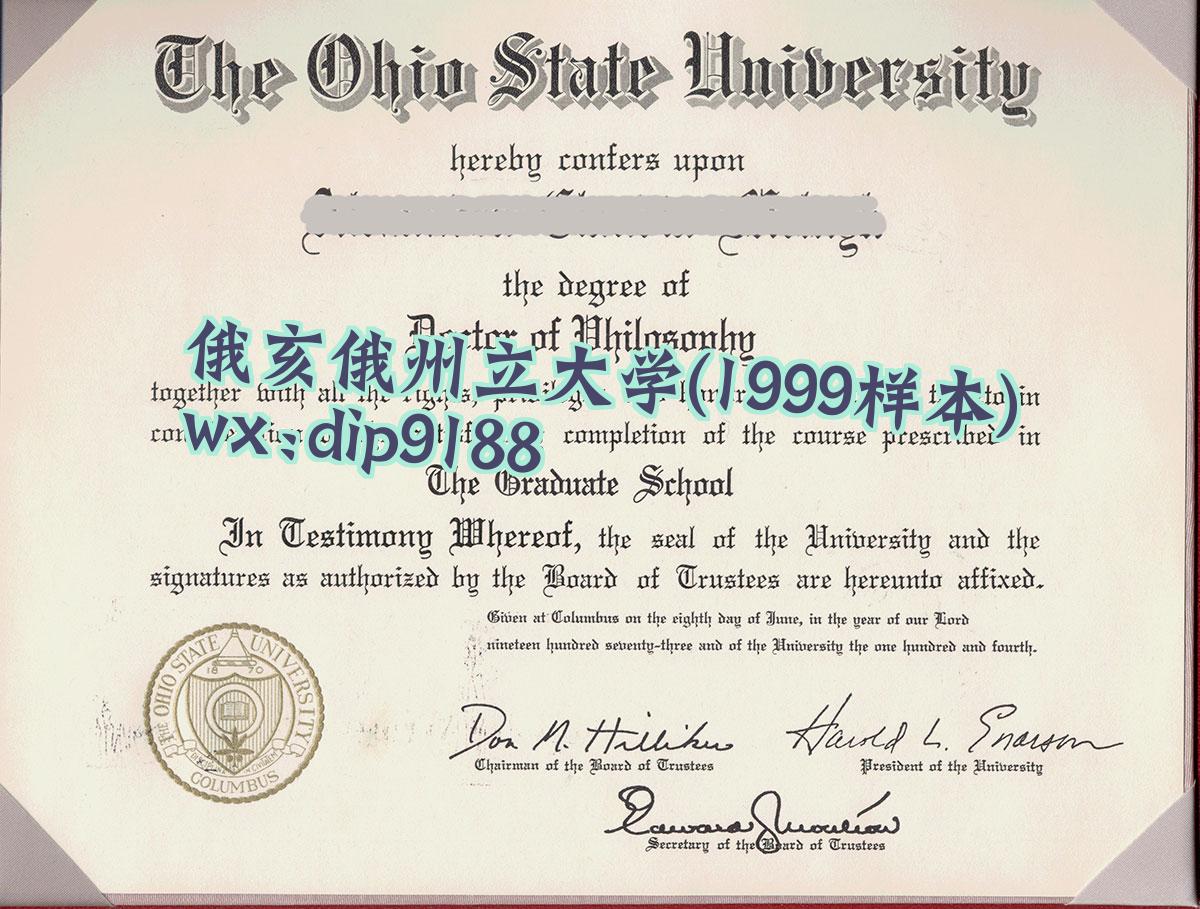 The Ohio State University
hereby confers upon
the degree of
Doctor of Philosophy
俄亥俄州立大学(1999样本)
together with all the rights,
in
wx:dip9188
completion of the course prescribed in
The Graduate School
In Testimony Whereof, the seal of the University and the
signatures as authorized by the Board of Trustees are hereunto affixed.
Given at Columbus on the eighth day of June, in the year of our Lord
nineteen hundred seventy-three and of the University the one hundred and fourth.
THE OHIO STATE UNIVERSITY
1870
COLUMBUS
Harold L. Enarson
Chairman of the Board of Trustees
President of the University
Secretary of the Board of Trustees